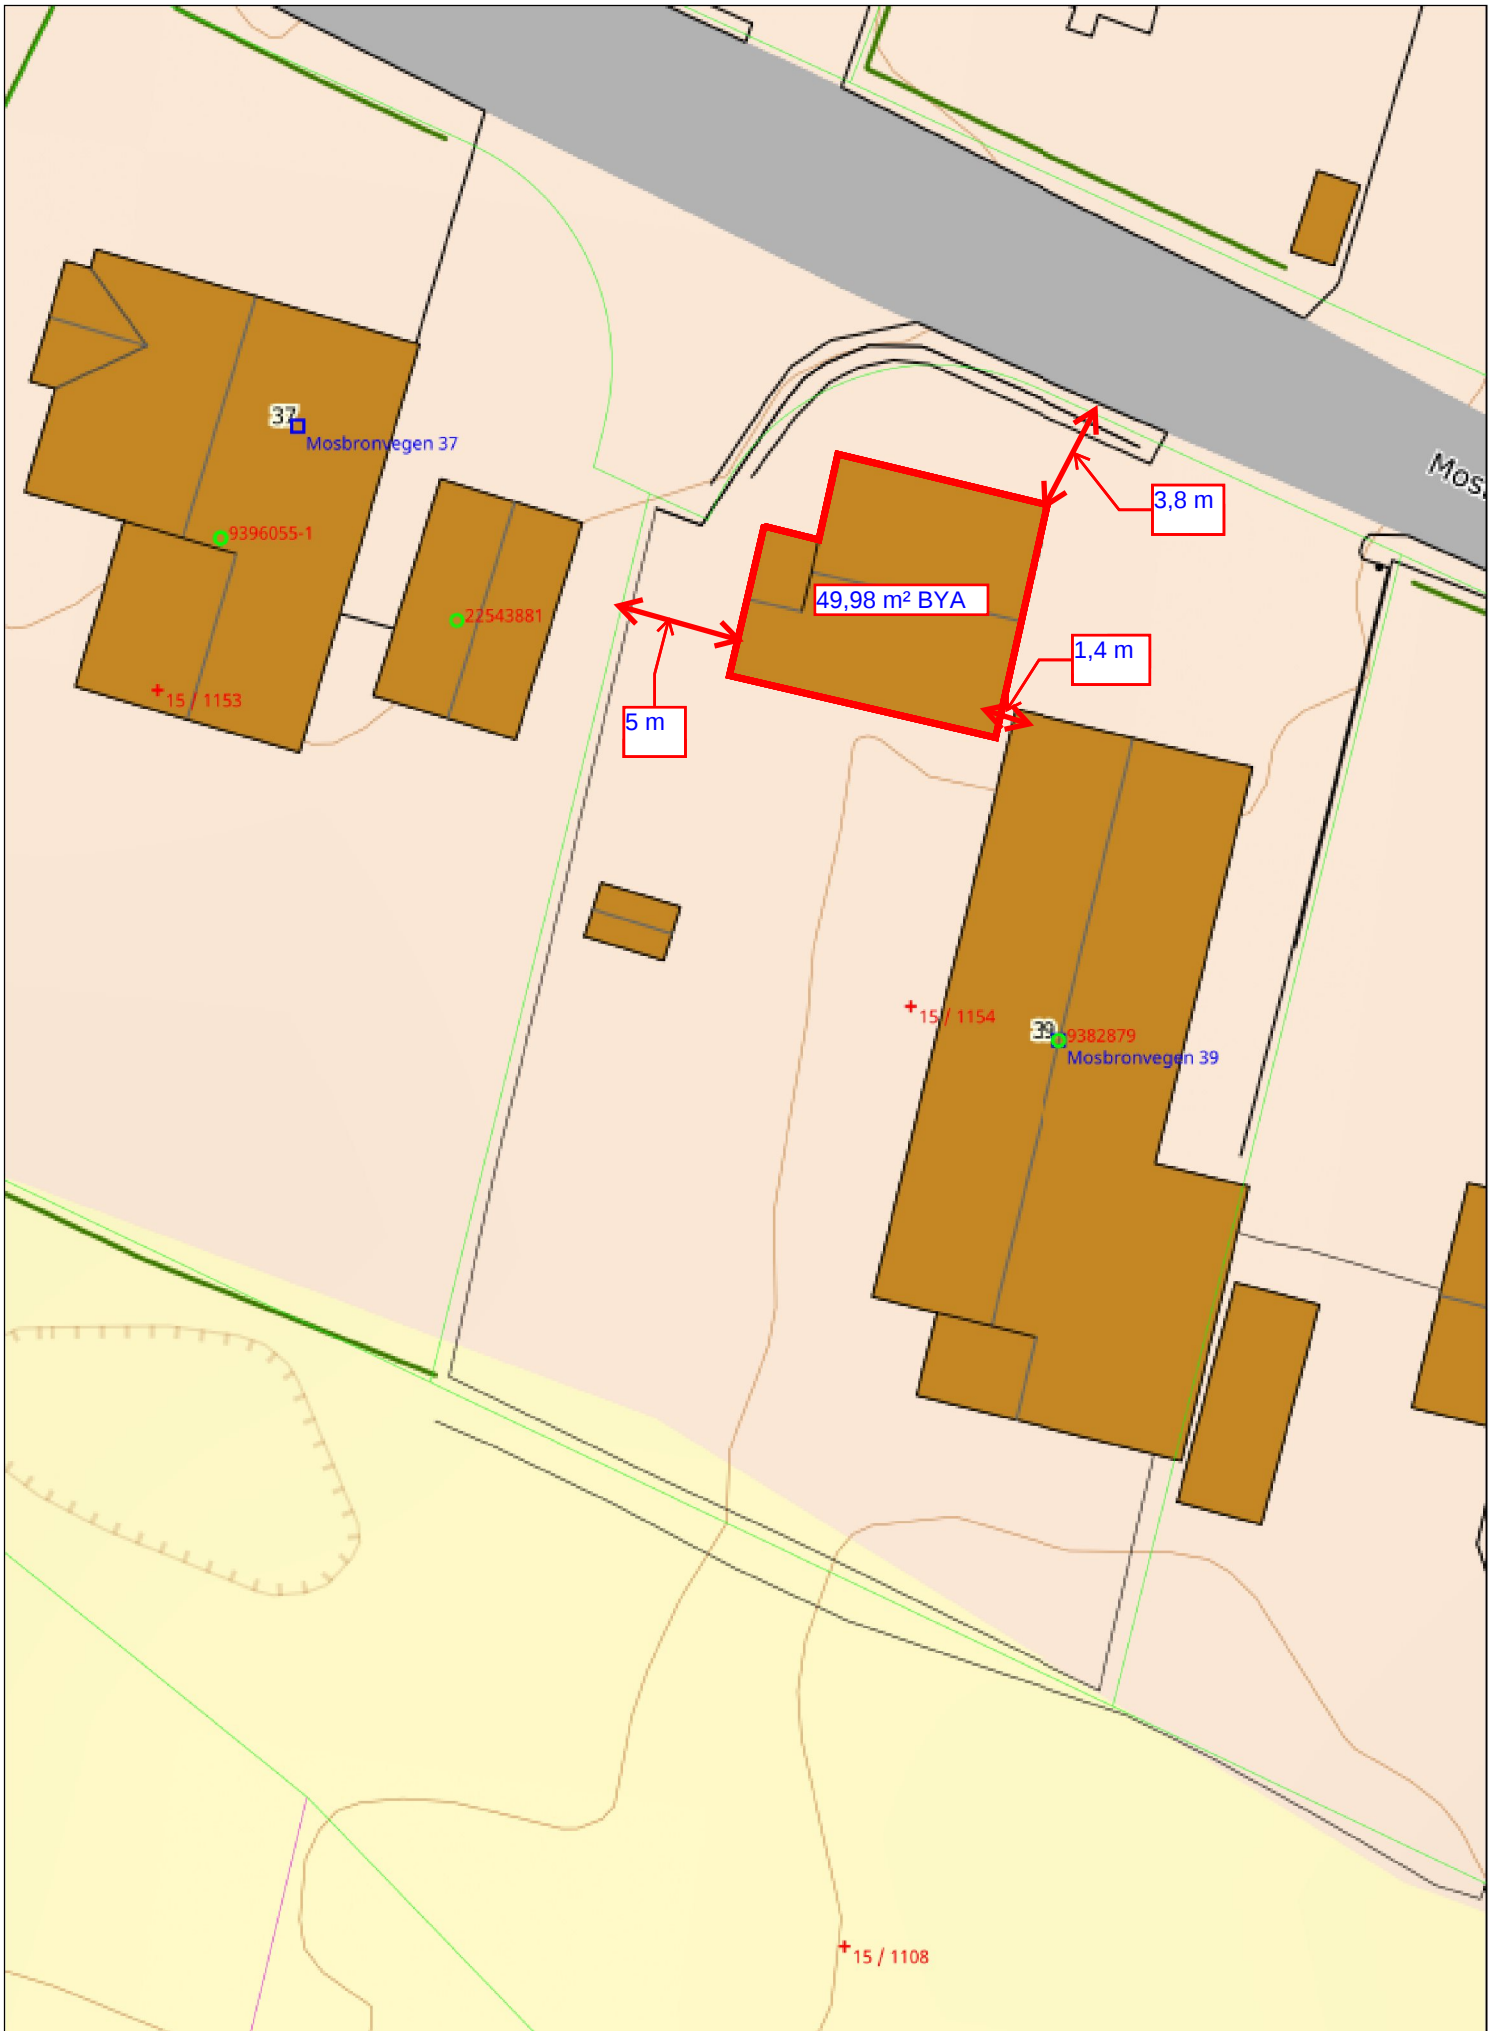 37
Mosbronvegen 37
Mos
3,8 m
9396055-1
49,98 m² BYA
22543881
1,4 m
15 / 1153
5 m
15 / 1154
39
9382879
Mosbronvegen 39
15 / 1108